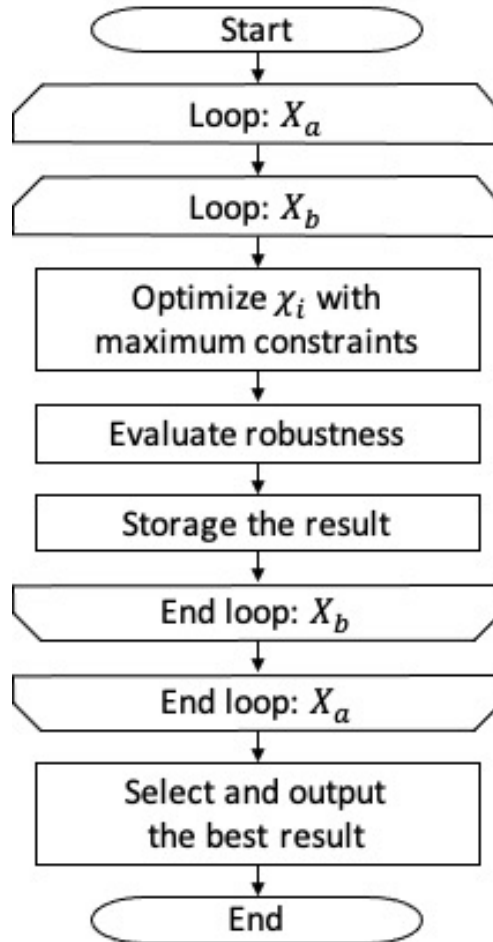 Start
Loop: $X_a$
Loop: $X_b$
Optimize $\chi_i$ with
maximum constraints
Evaluate robustness
Storage the result
End loop: $X_b$
End loop: $X_a$
Select and output
the best result
End